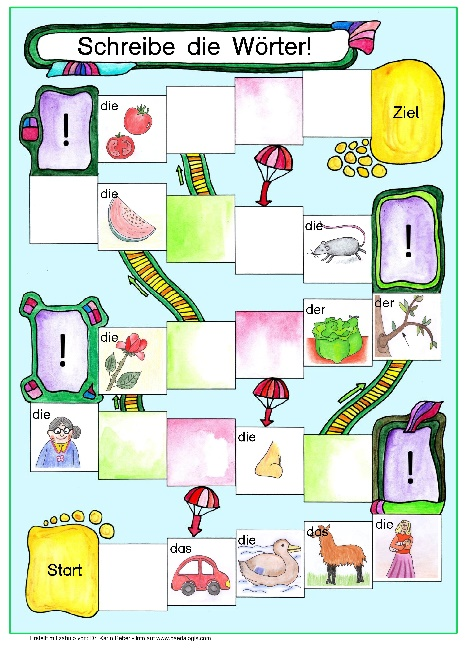 Schreibe die Wörter!
! die Ziel
die die !
! die der der
die die !
Start das die das die